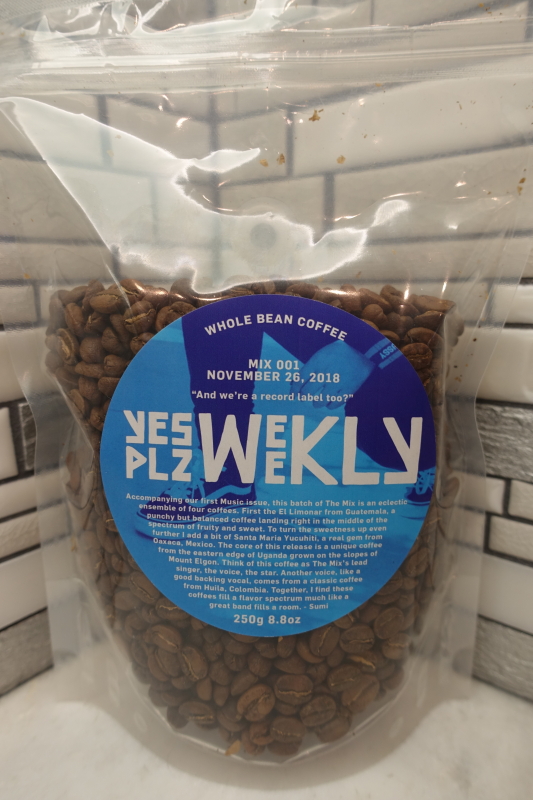 WHOLE BEAN COFFEE
MIX 001
NOVEMBER 26, 2018
"And we're a record label too?"
YES PLZ WEEKLY
Accompanying our first Music issue, this batch of The Mix is an eclectic
ensemble of four coffees. First the El Limonar from Guatemala, a
punchy but balanced coffee landing right in the middle of the
spectrum of fruity and sweet. To turn the sweetness up even
further I add a bit of Santa Maria Yucuhiti, a real gem from
Oaxaca, Mexico. The core of this release is a unique coffee
from the eastern edge of Uganda grown on the slopes of
Mount Elgon. Think of this coffee as The Mix's lead
singer, the voice, the star. Another voice, like a
good backing vocal, comes from a classic coffee
from Huila, Colombia. Together, I find these
coffees fill a flavor spectrum much like a
great band fills a room. - Sumi
250g 8.8oz